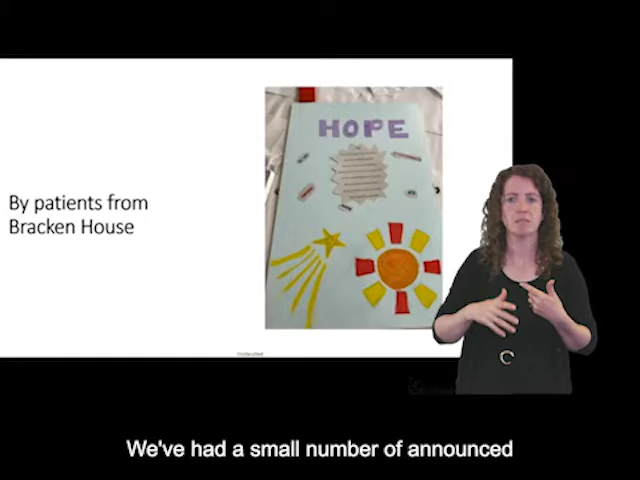 HOPE
By patients from
Bracken House
We've had a small number of announced